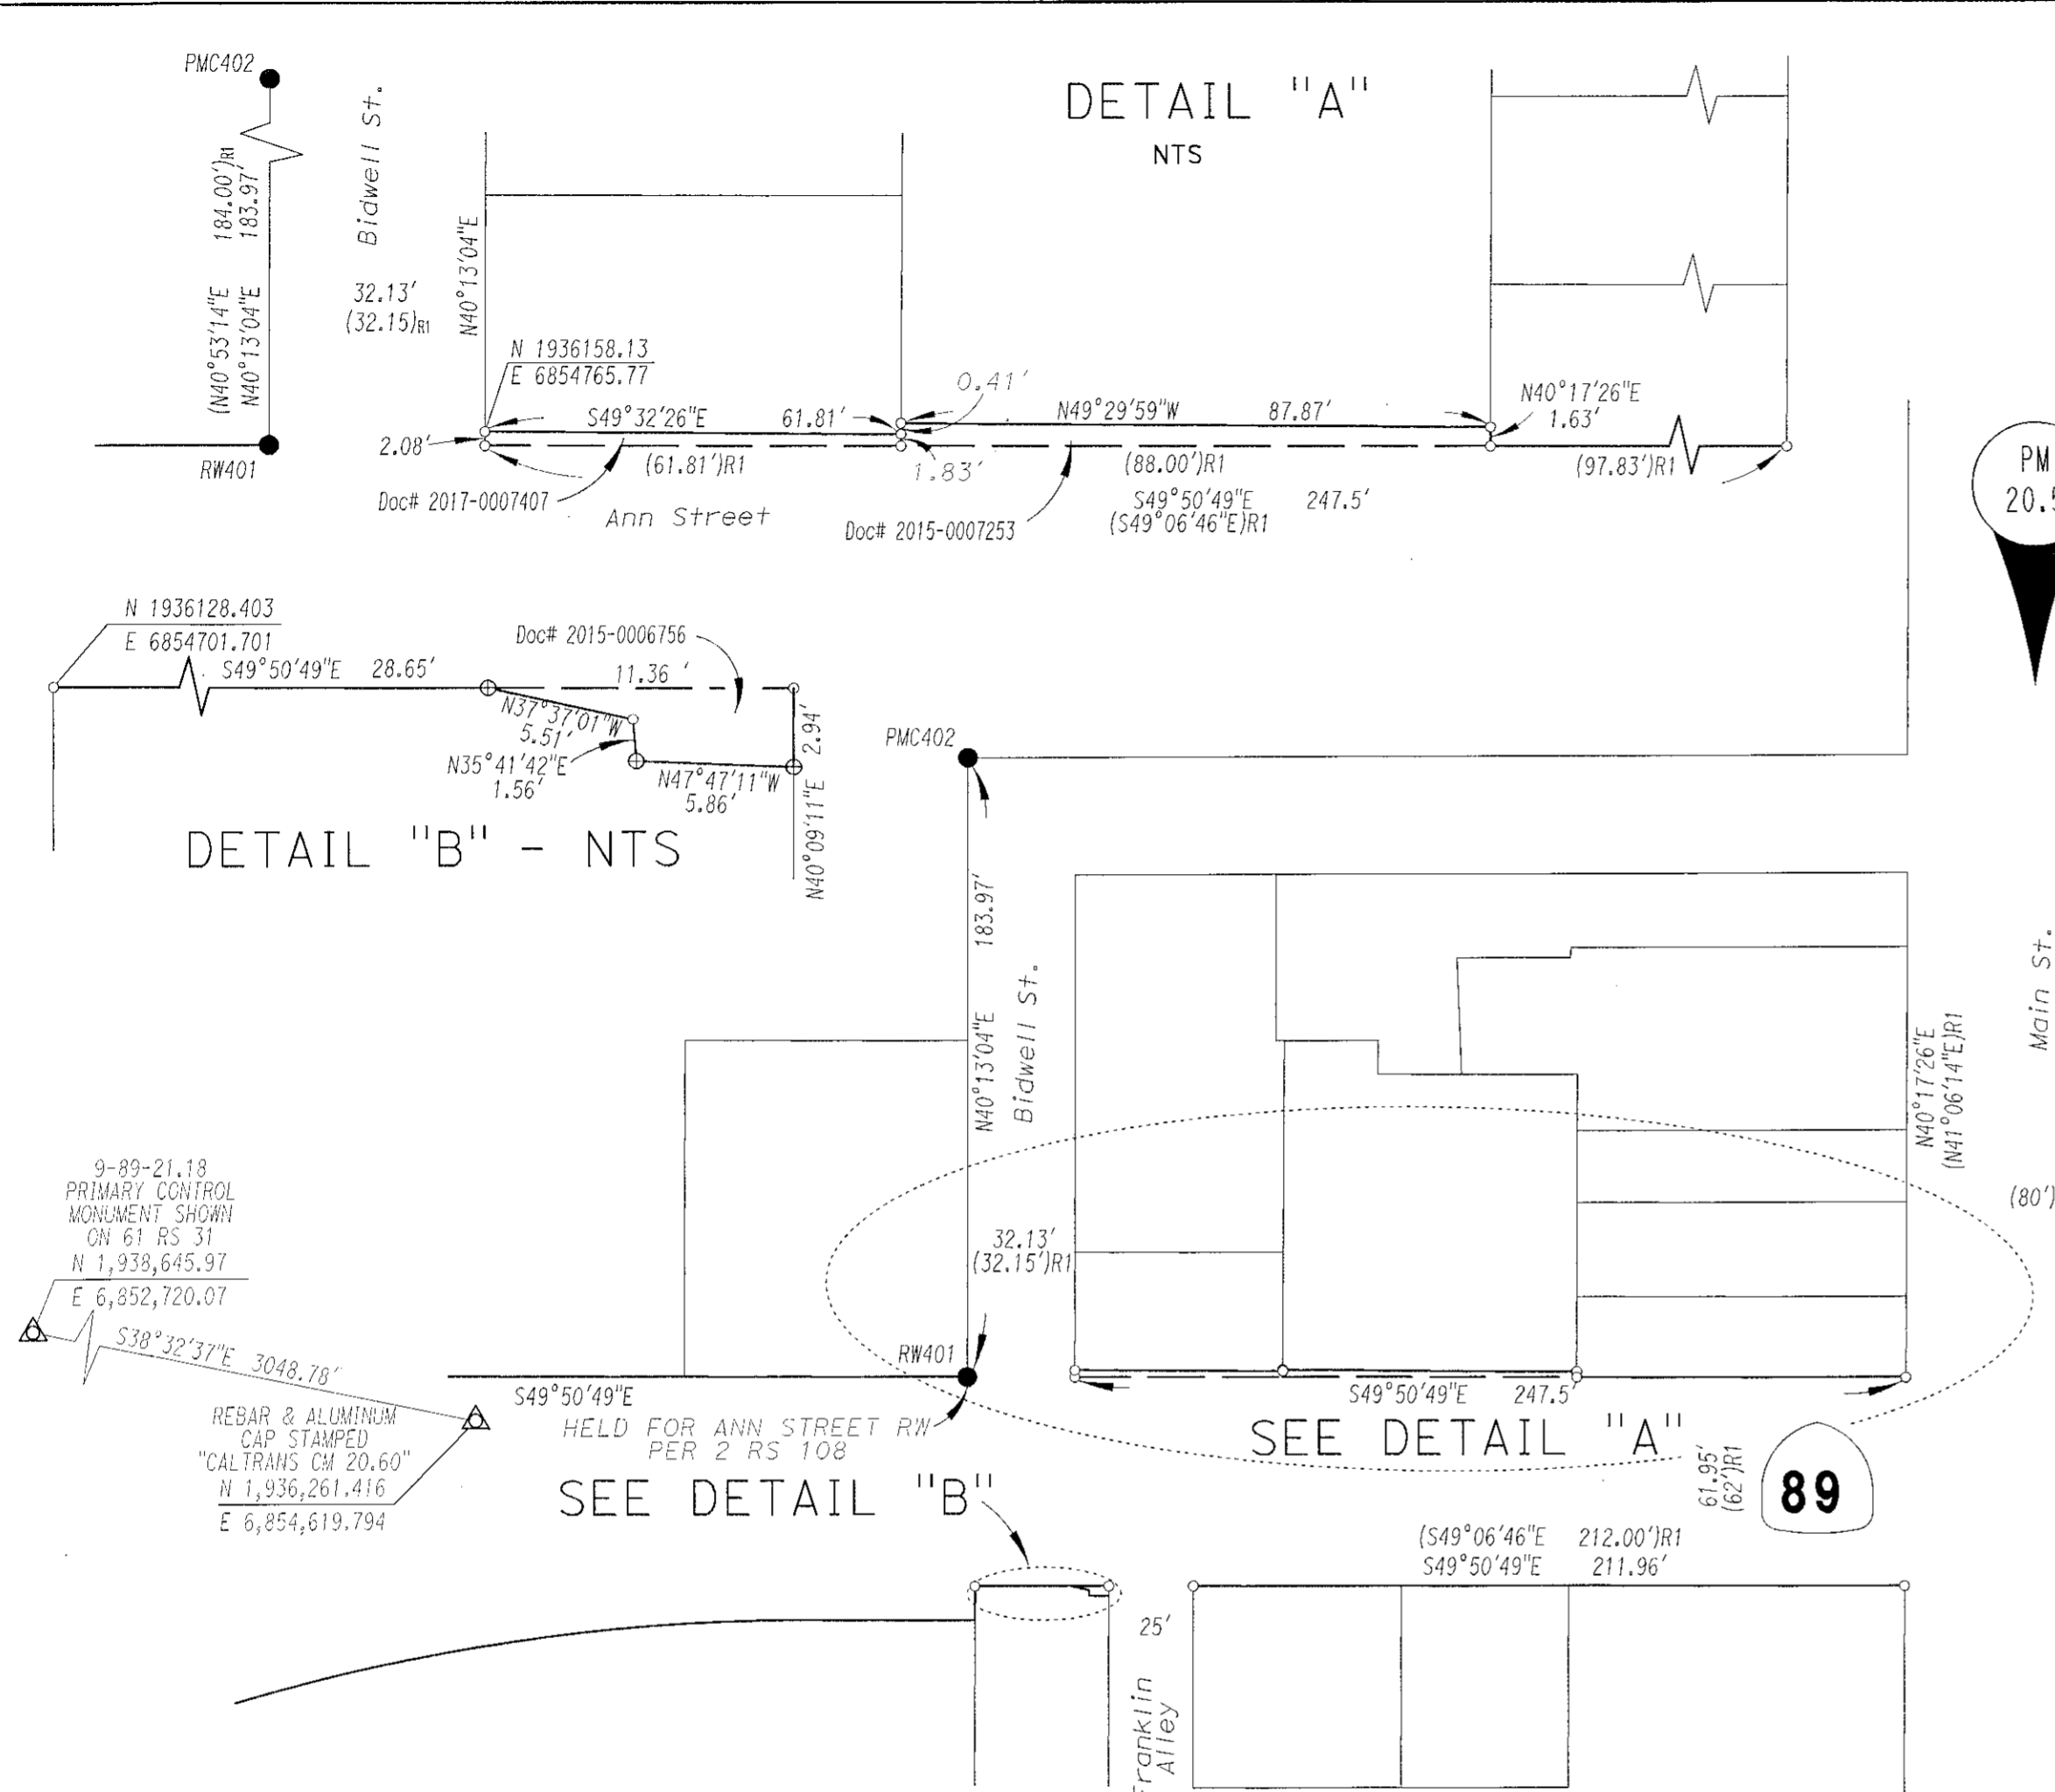 PMC402
Bidwell St.
DETAIL "A"
NTS
184.00')R1
183.97'
(N40°53'14"E
N40°13'04"E
32.13'
(32.15)R1
N40°13'04"E
N 1936158.13
E 6854765.77
0.41'
N40°17'26"E
1.63'
S49°32'26"E 61.81'
N49°29'59"W 87.87'
2.08'
RW401
(61.81')R1
1.83'
(88.00')R1
(97.83')R1
Doc# 2017-0007407
Ann Street
S49°50'49"E 247.5'
(S49°06'46"E)R1
Doc# 2015-0007253
PM
N 1936128.403
E 6854701.701
Doc# 2015-0006756
S49°50'49"E 28.65'
11.36 '
N37°37'01"W
5.51'
2.94'
N40°09'11"E
N35°41'42"E
1.56'
N47°47'11"W
5.86'
DETAIL "B" - NTS
PMC402
183.97'
N40°13'04"E
Bidwell St.
Main St.
N40°17'26"E
(N41°06'14"E)R1
(80')
9-89-21.18
PRIMARY CONTROL
MONUMENT SHOWN
ON 61 RS 31
N 1,938,645.97
E 6,852,720.07
32.13'
(32.15')R1
S38°32'37"E 3048.78'
RW401
S49°50'49"E
S49°50'49"E 247.5'
HELD FOR ANN STREET RW
PER 2 RS 108
SEE DETAIL "A"
REBAR & ALUMINUM
CAP STAMPED
"CALTRANS CM 20.60"
N 1,936,261.416
E 6,854,619.794
SEE DETAIL "B"
61.95'
(62')R1
89
(S49°06'46"E 212.00')R1
S49°50'49"E 211.96'
25'
Franklin
Alley